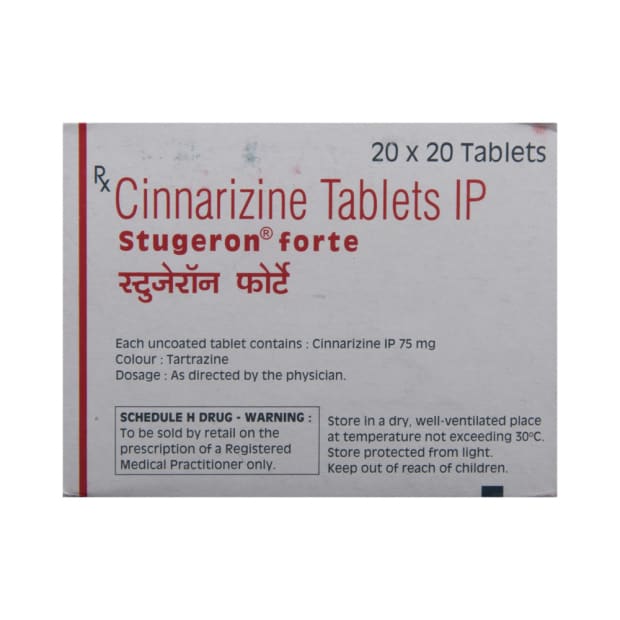 20 x 20 Tablets
Rx Cinnarizine Tablets IP
Stugeron® forte
स्टुजेरॉन फोर्टे
Each uncoated tablet contains : Cinnarizine IP 75 mg
Colour : Tartrazine
Dosage : As directed by the physician.
SCHEDULE H DRUG - WARNING :
To be sold by retail on the
prescription of a Registered
Medical Practitioner only.
Store in a dry, well-ventilated place
at temperature not exceeding 30°C.
Store protected from light.
Keep out of reach of children.